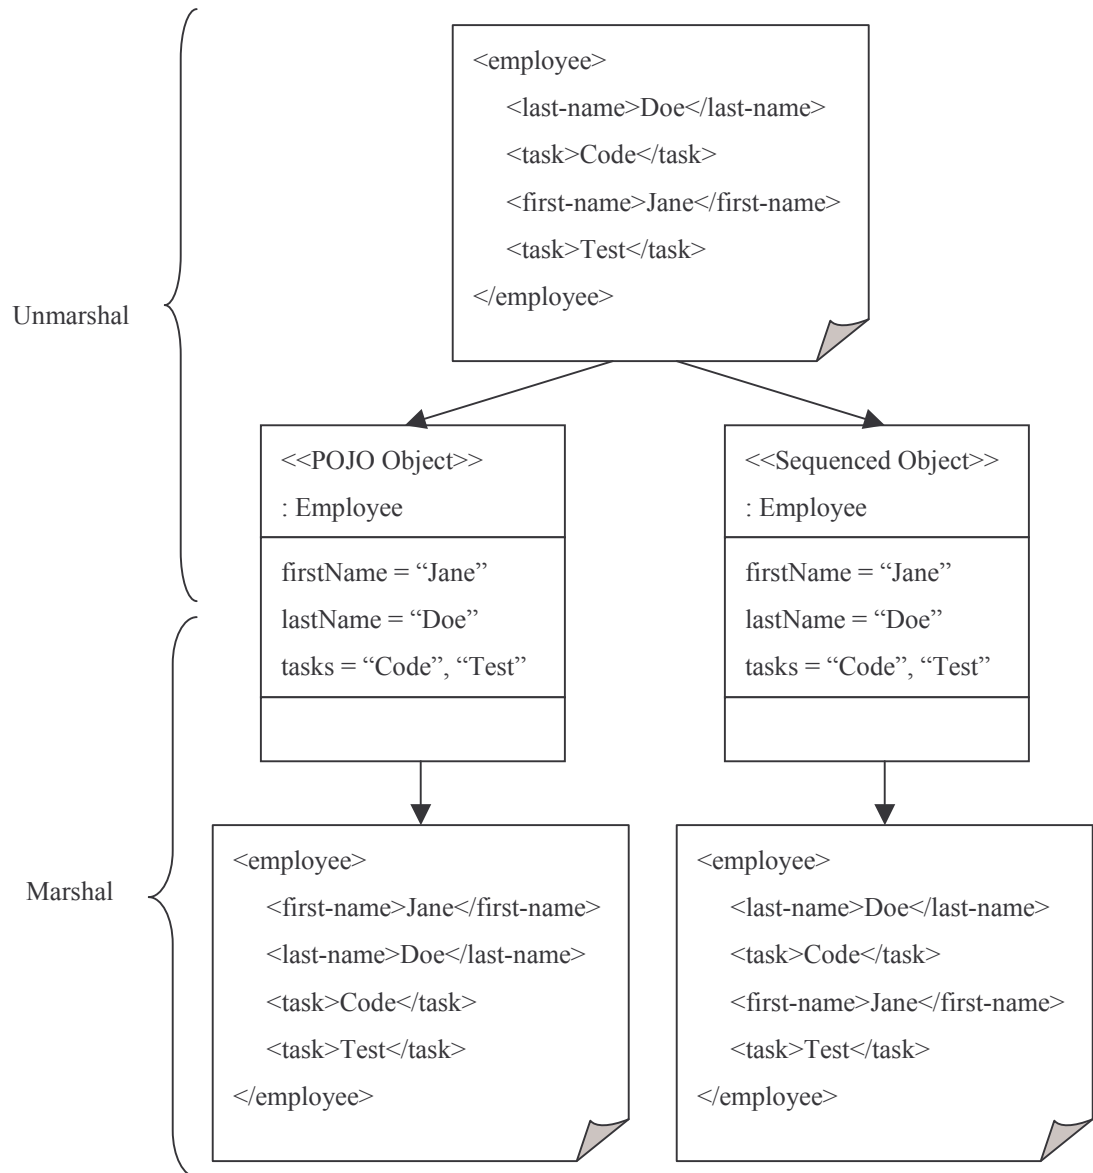 <employee>
<last-name>Doe</last-name>
<task>Code</task>
<first-name>Jane</first-name>
<task>Test</task>
</employee>
Unmarshal
<<POJO Object>>
: Employee
firstName = “Jane”
lastName = “Doe”
tasks = “Code”, “Test”
<<Sequenced Object>>
: Employee
firstName = “Jane”
lastName = “Doe”
tasks = “Code”, “Test”
Marshal
<employee>
<first-name>Jane</first-name>
<last-name>Doe</last-name>
<task>Code</task>
<task>Test</task>
</employee>
<employee>
<last-name>Doe</last-name>
<task>Code</task>
<first-name>Jane</first-name>
<task>Test</task>
</employee>